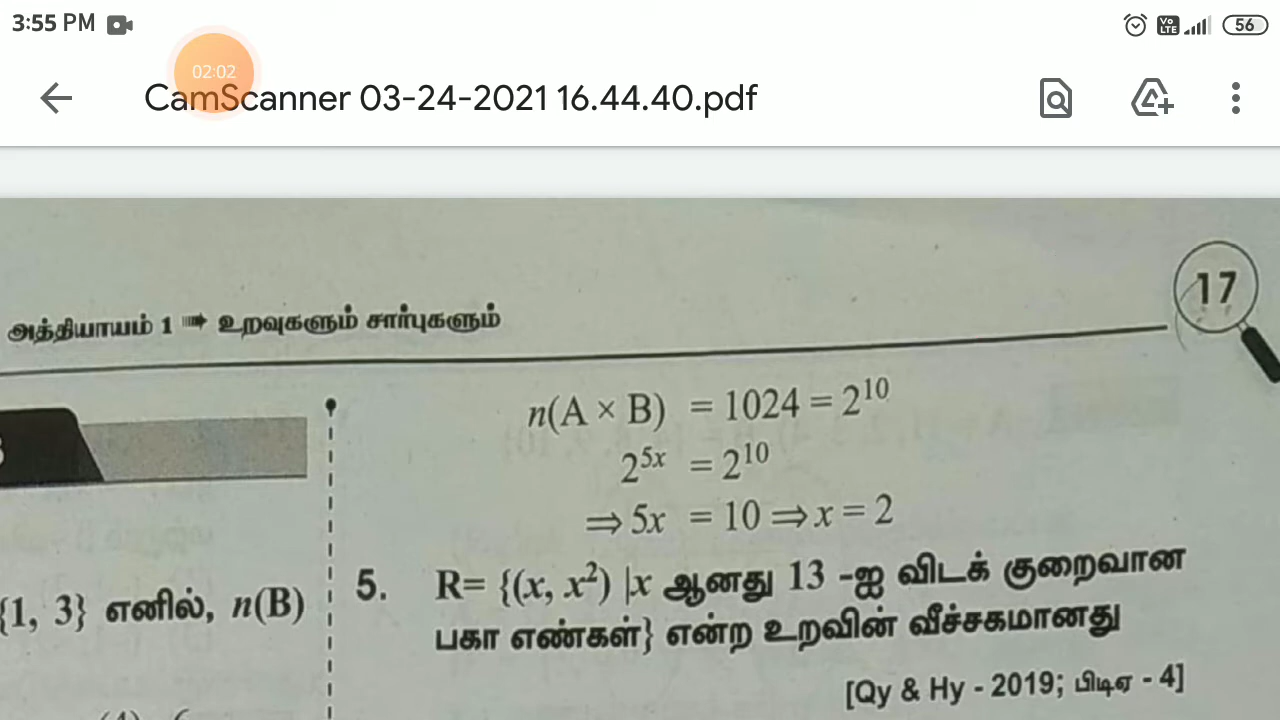 3:55 PM
Vo LTE
56
02:02
CamScanner 03-24-2021 16.44.40.pdf
17
அத்தியாயம் 1 ➠ உறவுகளும் சார்புகளும்
{1, 3} எனில், n(B)
n(A × B) = 1024 = 2¹⁰
2⁵ˣ = 2¹⁰
⇒ 5x = 10 ⇒ x = 2
5. R= {(x, x²) |x ஆனது 13 -ஐ விடக் குறைவான
பகா எண்கள்} என்ற உறவின் வீச்சகமானது
[Qy & Hy - 2019; பிடிஏ - 4]